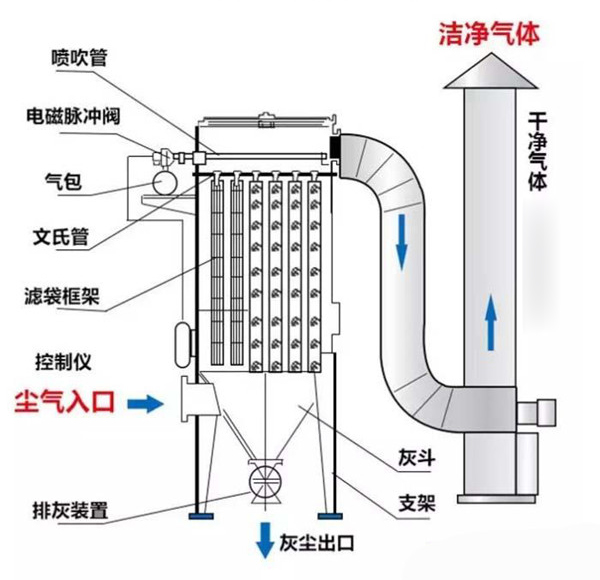 洁净气体
喷吹管
电磁脉冲阀
干净气体
气包
文氏管
滤袋框架
控制仪
尘气入口
灰斗
排灰装置
支架
灰尘出口